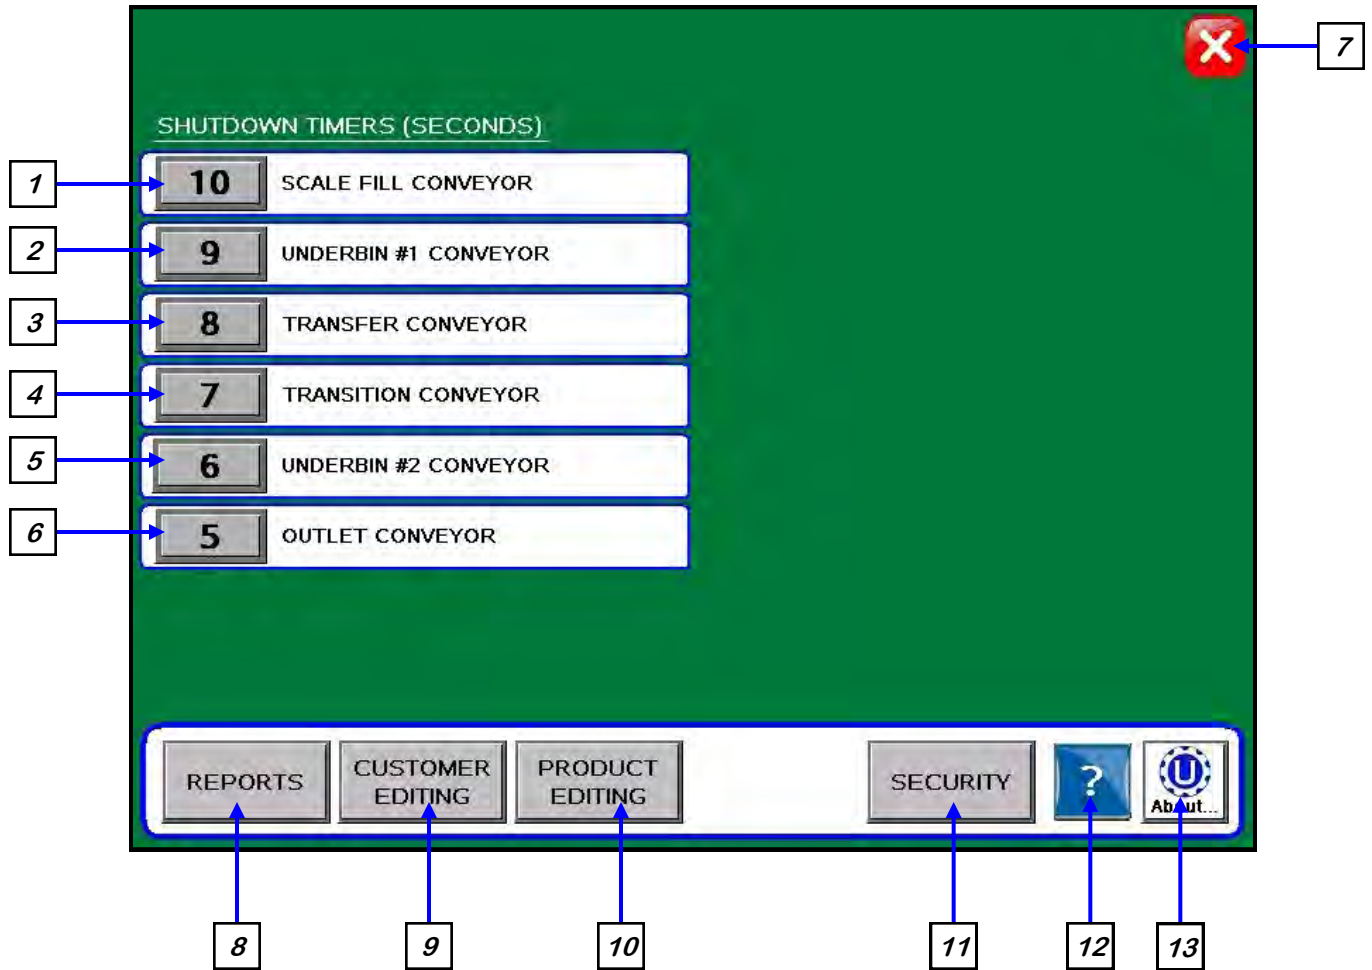 7
SHUTDOWN TIMERS (SECONDS)
1
10 SCALE FILL CONVEYOR
2
9 UNDERBIN #1 CONVEYOR
3
8 TRANSFER CONVEYOR
4
7 TRANSITION CONVEYOR
5
6 UNDERBIN #2 CONVEYOR
6
5 OUTLET CONVEYOR
REPORTS
CUSTOMER
EDITING
PRODUCT
EDITING
SECURITY
?
U
About...
8
9
10
11
12
13